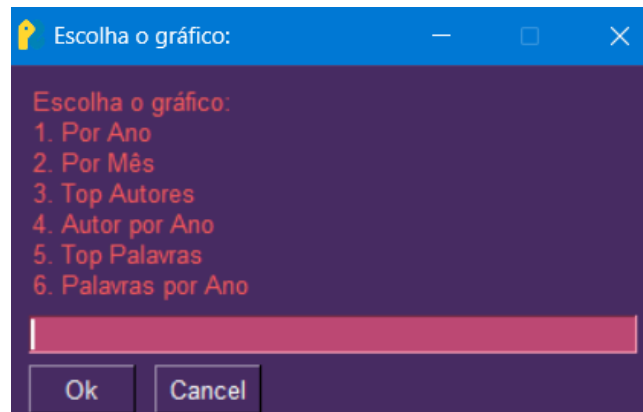 Escolha o gráfico:
Escolha o gráfico:
1. Por Ano
2. Por Mês
3. Top Autores
4. Autor por Ano
5. Top Palavras
6. Palavras por Ano
Ok Cancel